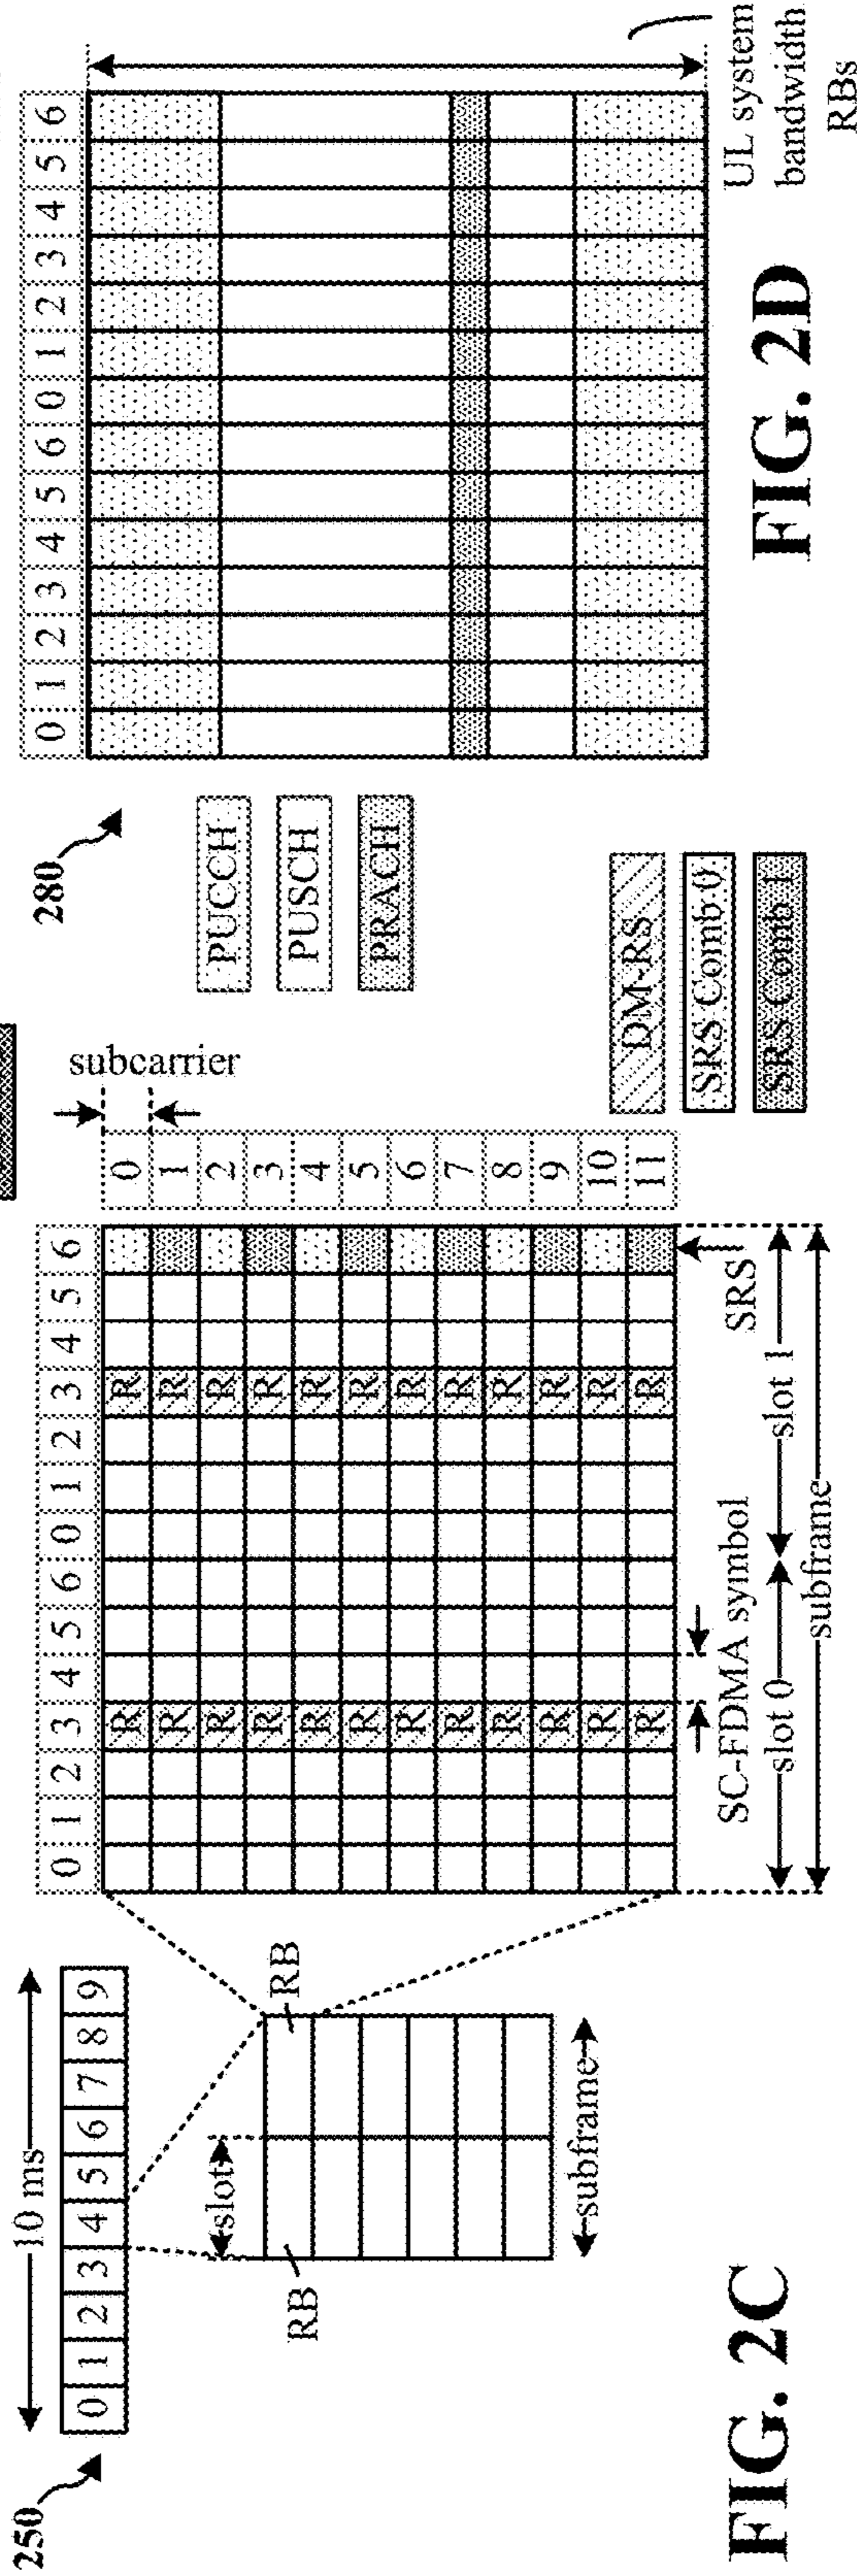 250
10 ms
0 1 2 3 4 5 6 7 8 9
slot
RB
RB
subframe
0 1 2 3 4 5 6 0 1 2 3 4 5 6
subcarrier
0
1
2
3
4
5
6
7
8
9
10
11
R R
R R
R R
R R
R R
R R
R R
R R
R R
R R
R R
R R
SC-FDMA symbol
SRS
slot 0
slot 1
subframe
DM-RS
SRS Comb 0
SRS Comb 1
FIG. 2C
280
PUCCH
PUSCH
PRACH
0 1 2 3 4 5 6 0 1 2 3 4 5 6
UL system
bandwidth
RBs
FIG. 2D